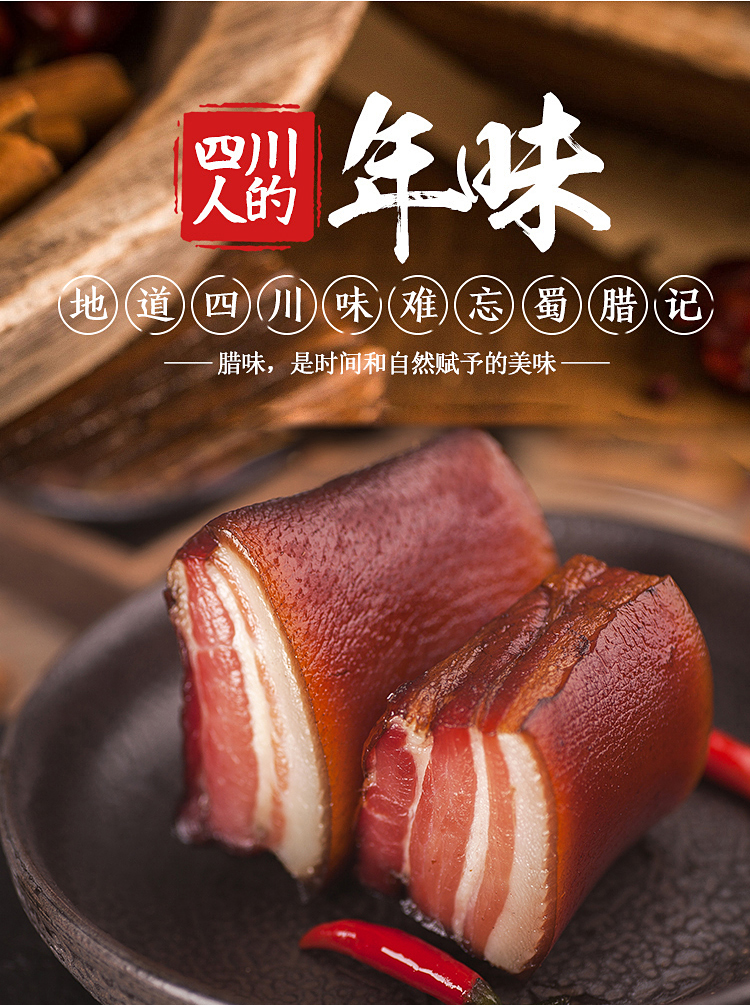 四川人的年味
地道四川味难忘蜀腊记
腊味，是时间和自然赋予的美味